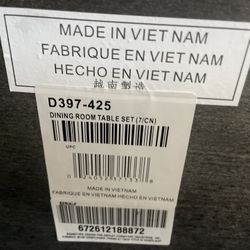 MADE IN VIET NAM
FABRIQUE EN VIET NAM
HECHO EN VIET NAM
越南製造
D397-425
DINING ROOM TABLE SET (7/CN)
UPC
MADE IN VIETNAM
FABRIQUE EN VIETNAM HECHO EN VIETNAM
672612188872